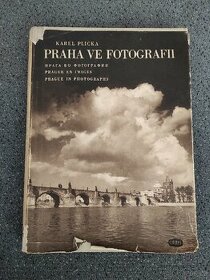 KAREL PLICKA
PRAHA VE FOTOGRAFII
ПРАГА ВО ФОТОГРАФИИ
PRAGUE EN IMAGES
PRAGUE IN PHOTOGRAPHS